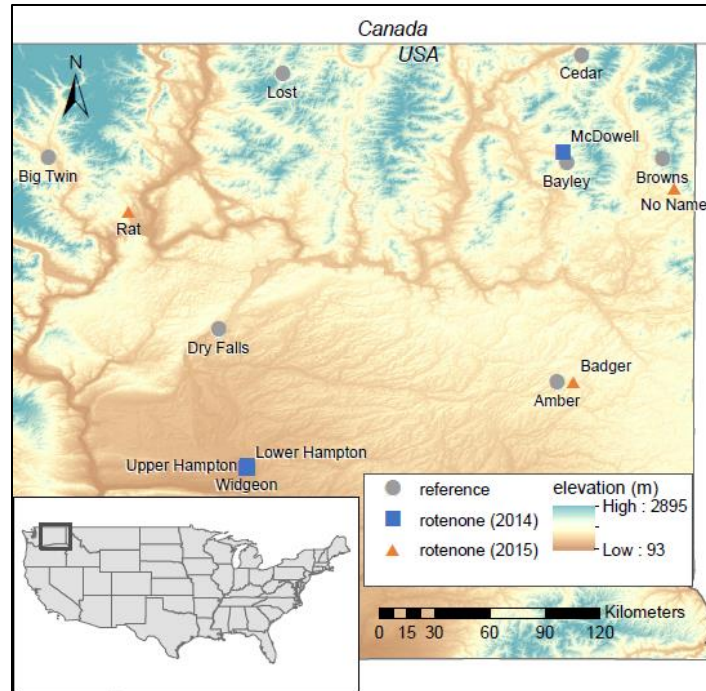 Canada
USA
N
Lost
Cedar
McDowell
Big Twin
Bayley
Browns
No Name
Rat
Dry Falls
Badger
Amber
Lower Hampton
Upper Hampton
Widgeon
reference
rotenone (2014)
rotenone (2015)
elevation (m)
High : 2895
Low : 93
Kilometers
0 15 30 60 90 120